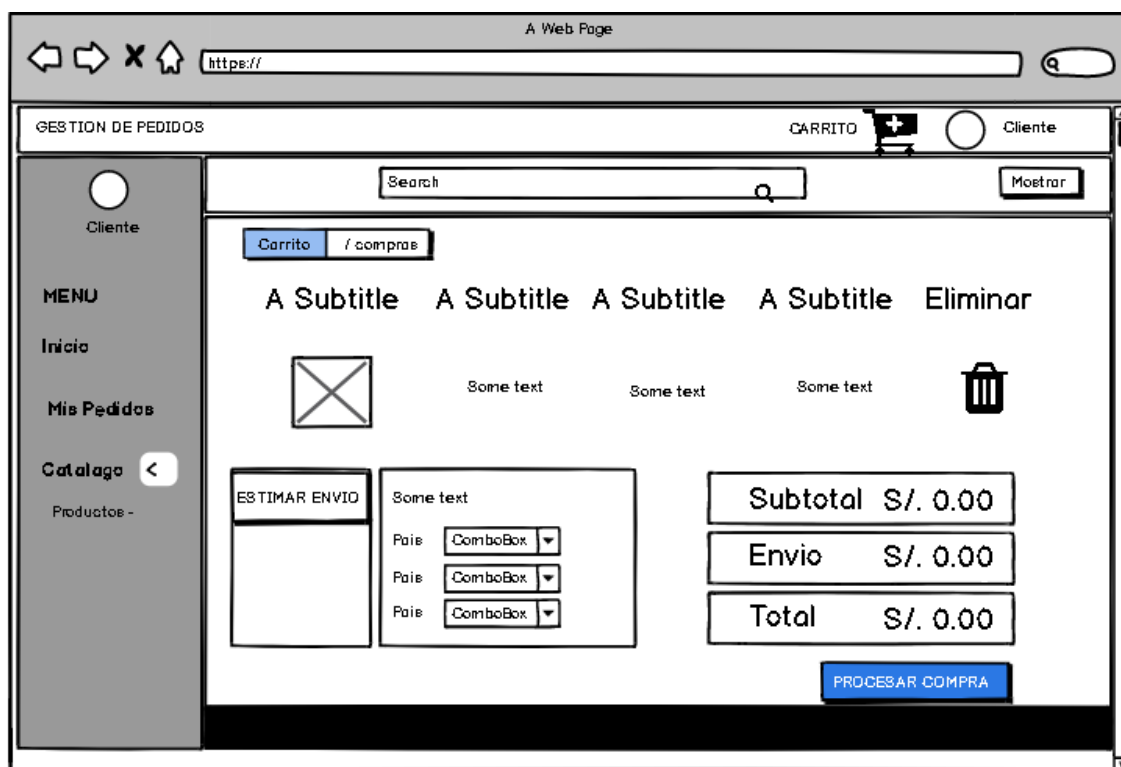 A Web Page
https://
GESTION DE PEDIDOS CARRITO Cliente
Search Mostrar
Cliente
Carrito / compras
MENU
A Subtitle A Subtitle A Subtitle A Subtitle Eliminar
Inicio
Some text Some text Some text
Mis Pedidos
Catalago <
Productos -
ESTIMAR ENVIO
Some text
Pais ComboBox
Pais ComboBox
Pais ComboBox
Subtotal S/. 0.00
Envio S/. 0.00
Total S/. 0.00
PROCESAR COMPRA